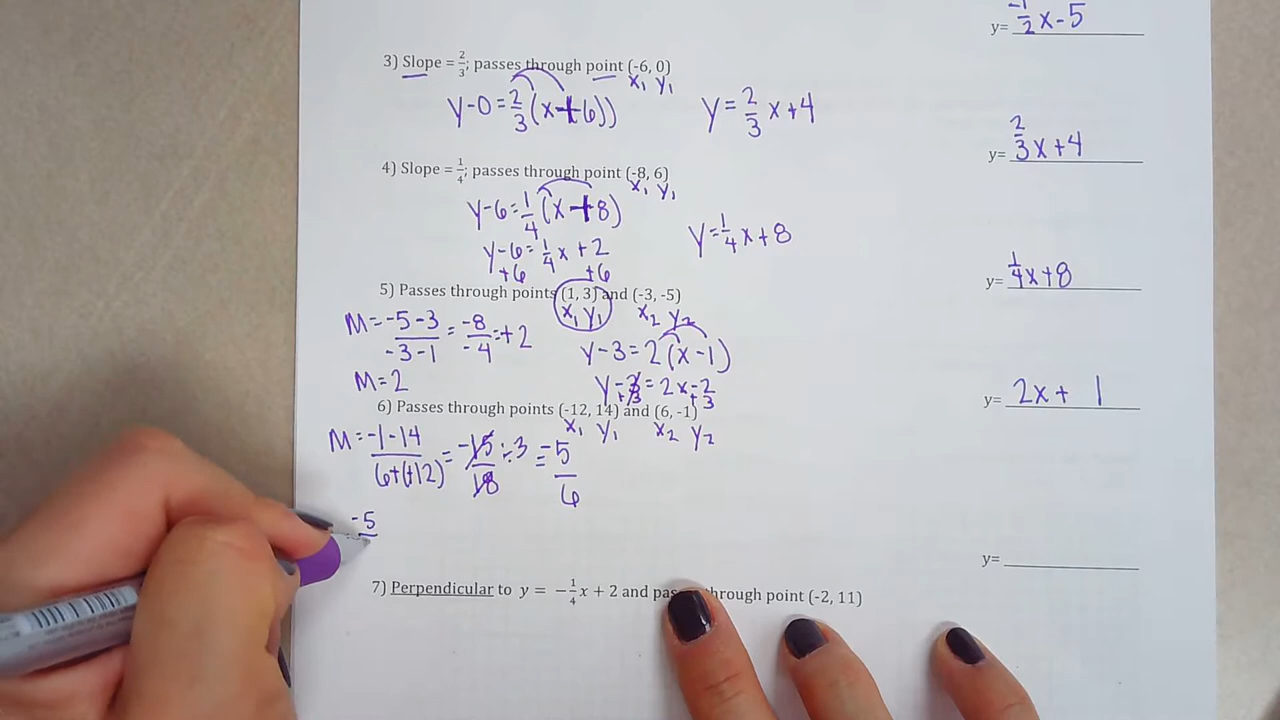 y= -1/2 x-5
3) Slope = 2/3; passes through point (-6, 0)
x₁ y₁
y-0=2/3(x+6))
y=2/3 x+4
y= 2/3 x+4
4) Slope = 1/4; passes through point (-8, 6)
x₁ y₁
y-6=1/4(x+8)
y=1/4 x+8
y-6=1/4 x+2
+6 +6
y= 1/4 x+8
5) Passes through points (1, 3) and (-3, -5)
x₁ y₁ x₂ y₂
M=-5-3/-3-1=-8/-4=+2
y-3=2(x-1)
M=2
y-3=2x-2
+3 +3
y= 2x+ 1
6) Passes through points (-12, 14) and (6, -1)
x₁ y₁ x₂ y₂
M=-1-14/6+(+12)=-15/18÷3=-5/6
-5
y=
7) Perpendicular to y = -1/4 x + 2 and pas through point (-2, 11)